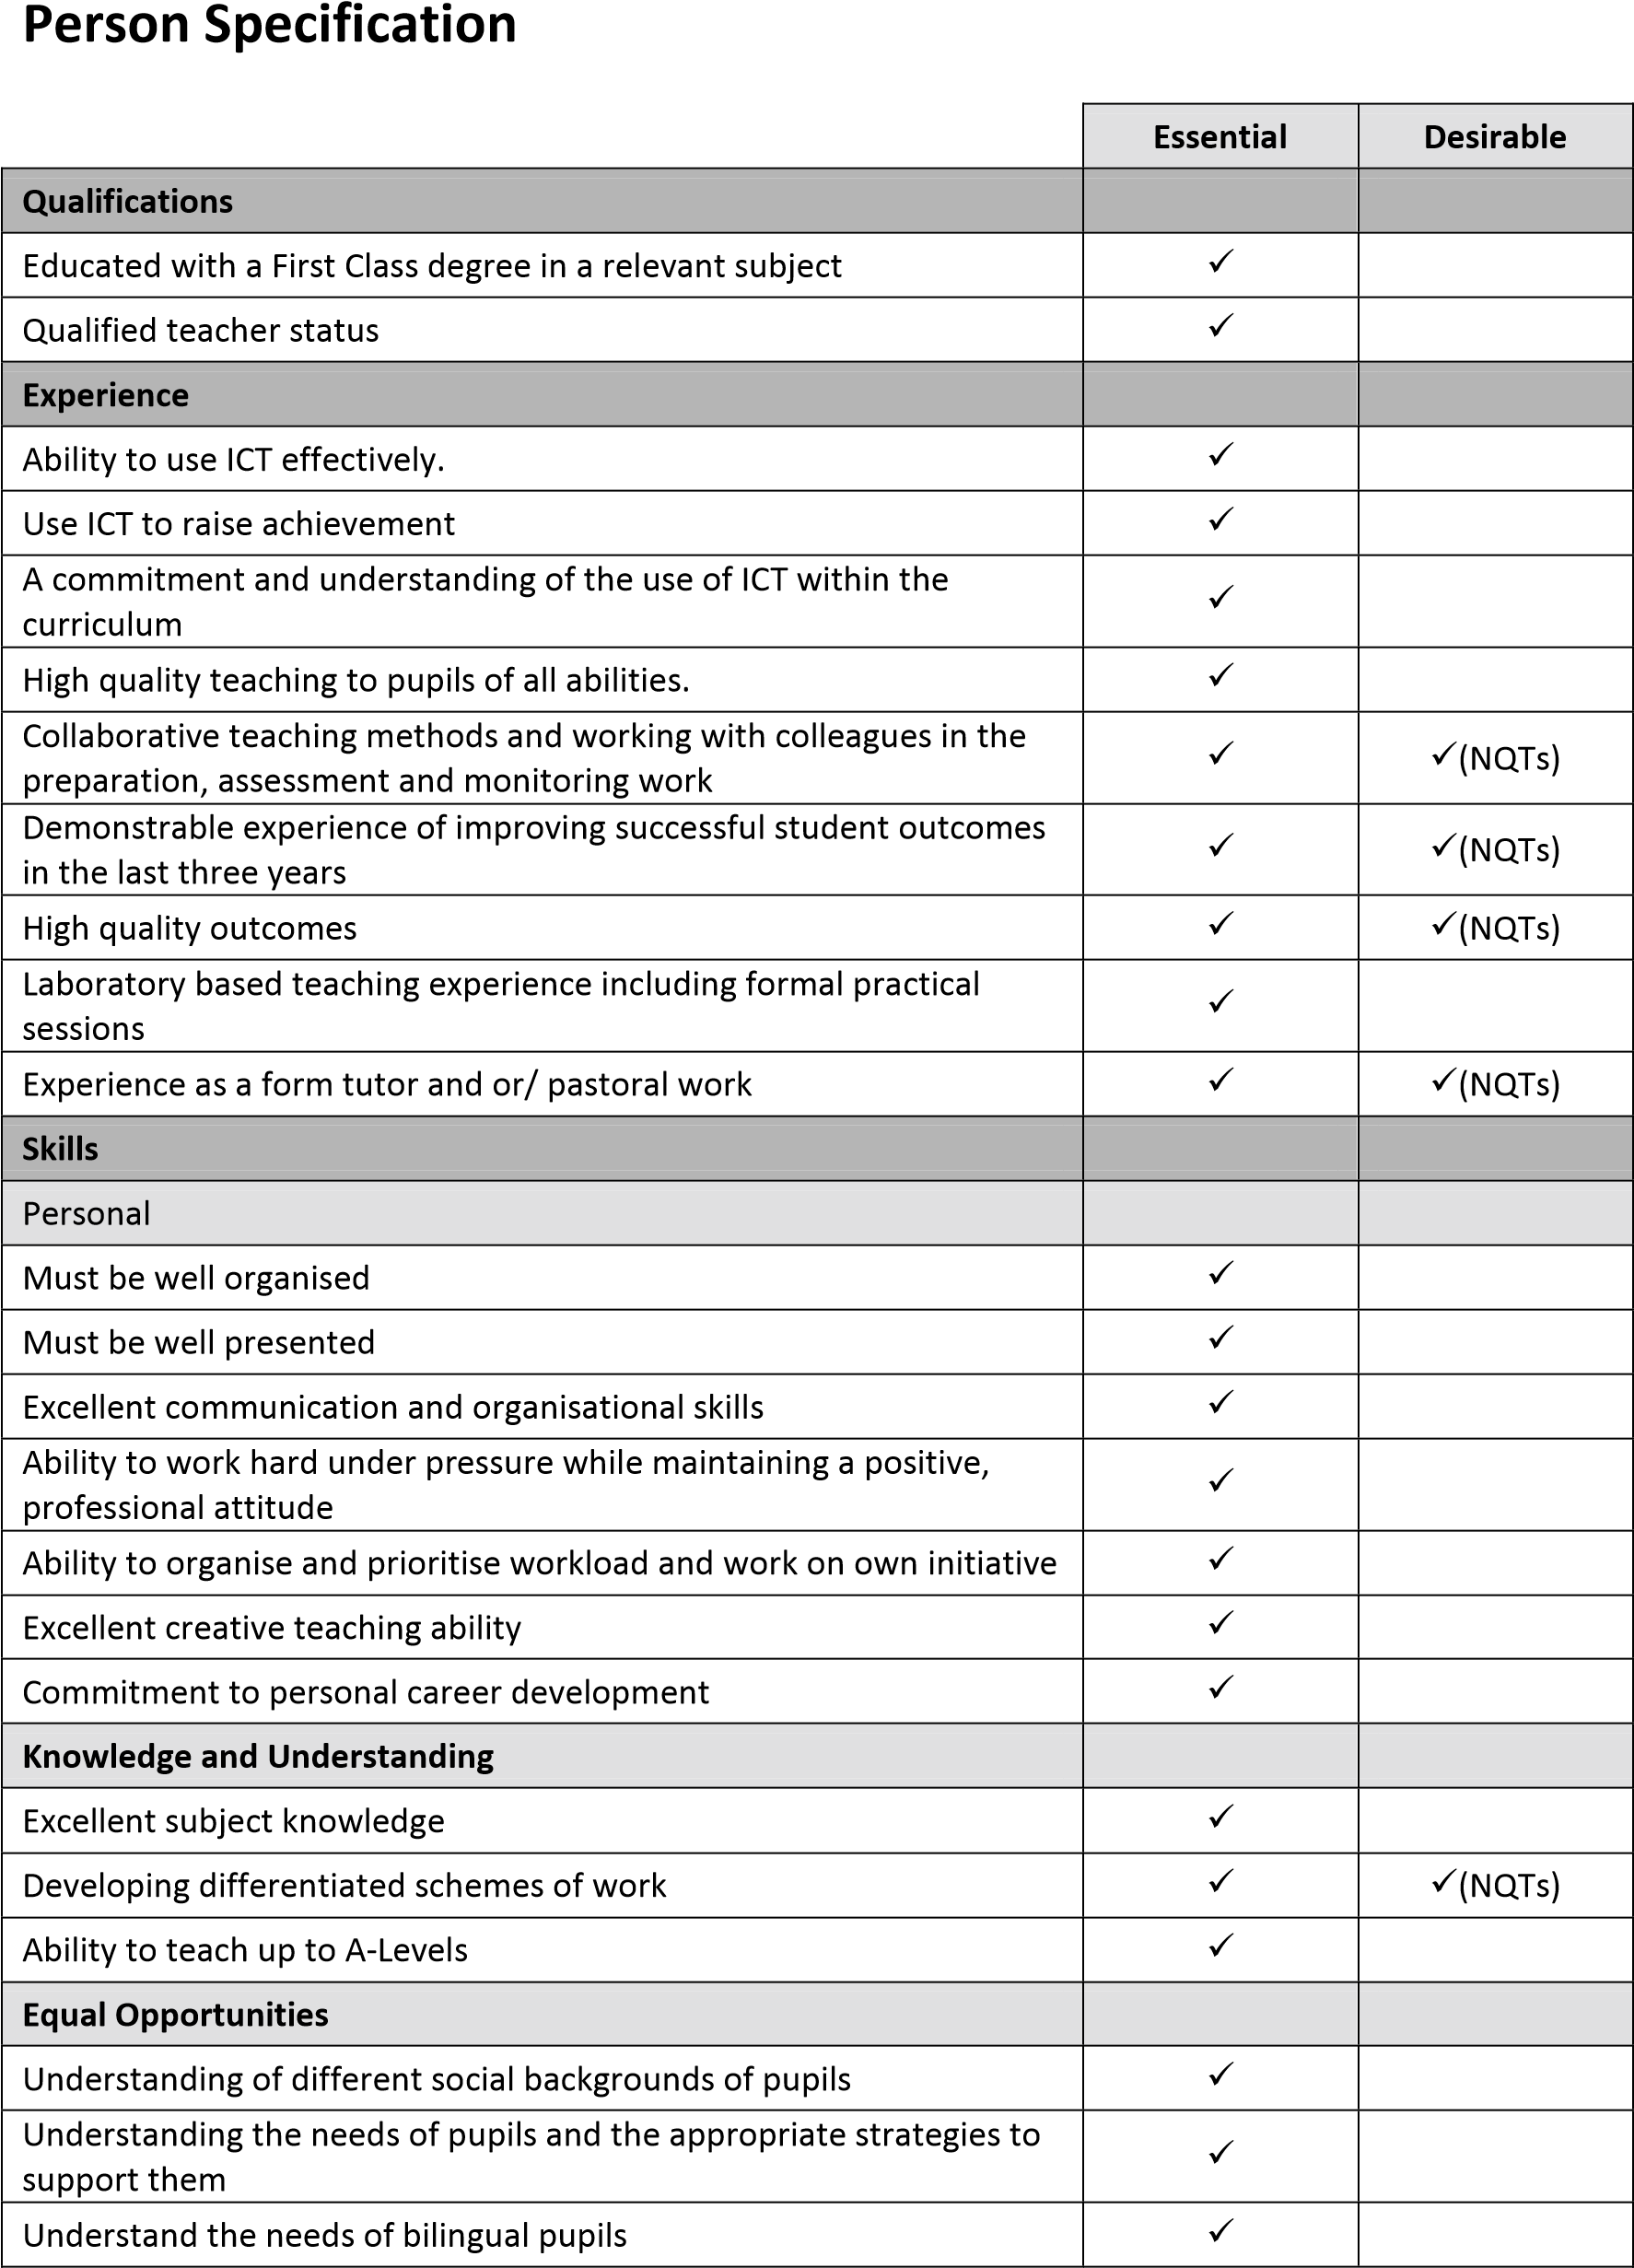 Person Specification
Essential Desirable
Qualifications
Educated with a First Class degree in a relevant subject ✓
Qualified teacher status ✓
Experience
Ability to use ICT effectively. ✓
Use ICT to raise achievement ✓
A commitment and understanding of the use of ICT within the
curriculum ✓
High quality teaching to pupils of all abilities. ✓
Collaborative teaching methods and working with colleagues in the
preparation, assessment and monitoring work ✓ ✓(NQTs)
Demonstrable experience of improving successful student outcomes
in the last three years ✓ ✓(NQTs)
High quality outcomes ✓ ✓(NQTs)
Laboratory based teaching experience including formal practical
sessions ✓
Experience as a form tutor and or/ pastoral work ✓ ✓(NQTs)
Skills
Personal
Must be well organised ✓
Must be well presented ✓
Excellent communication and organisational skills ✓
Ability to work hard under pressure while maintaining a positive,
professional attitude ✓
Ability to organise and prioritise workload and work on own initiative ✓
Excellent creative teaching ability ✓
Commitment to personal career development ✓
Knowledge and Understanding
Excellent subject knowledge ✓
Developing differentiated schemes of work ✓ ✓(NQTs)
Ability to teach up to A-Levels ✓
Equal Opportunities
Understanding of different social backgrounds of pupils ✓
Understanding the needs of pupils and the appropriate strategies to
support them ✓
Understand the needs of bilingual pupils ✓